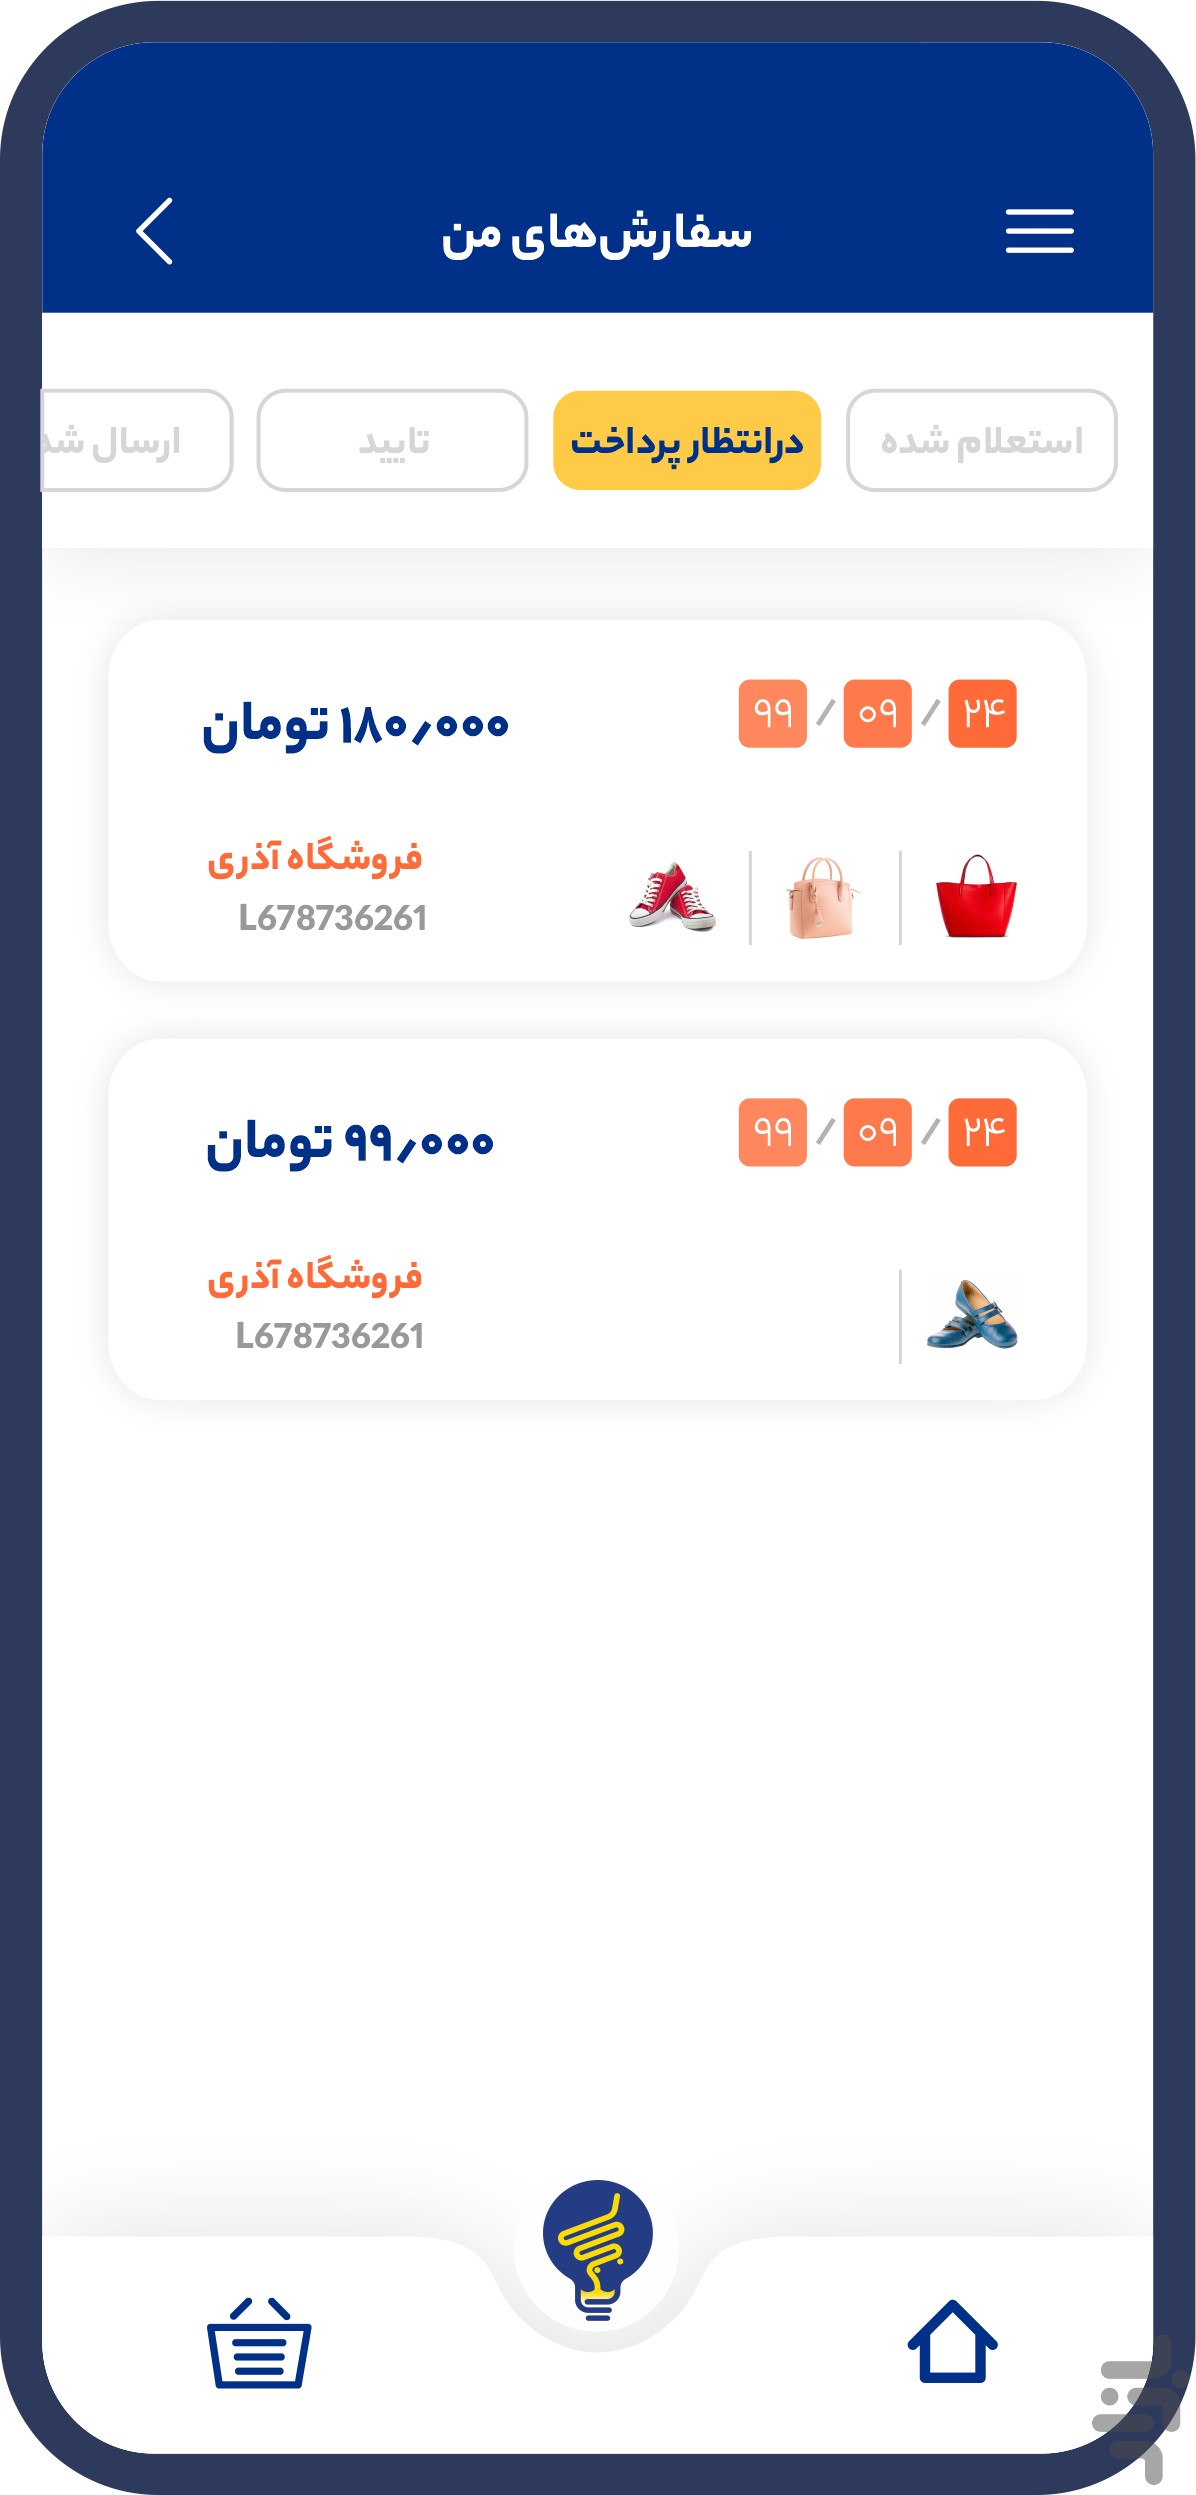 سفارش‌های من
استعلام شده
درانتظار پرداخت
تایید
ارسال شد
۲۴ / ۰۹ / ۹۹
۱۸۰٫۰۰۰ تومان
فروشگاه آذری
L678736261
۲۴ / ۰۹ / ۹۹
۹۹٫۰۰۰ تومان
فروشگاه آذری
L678736261